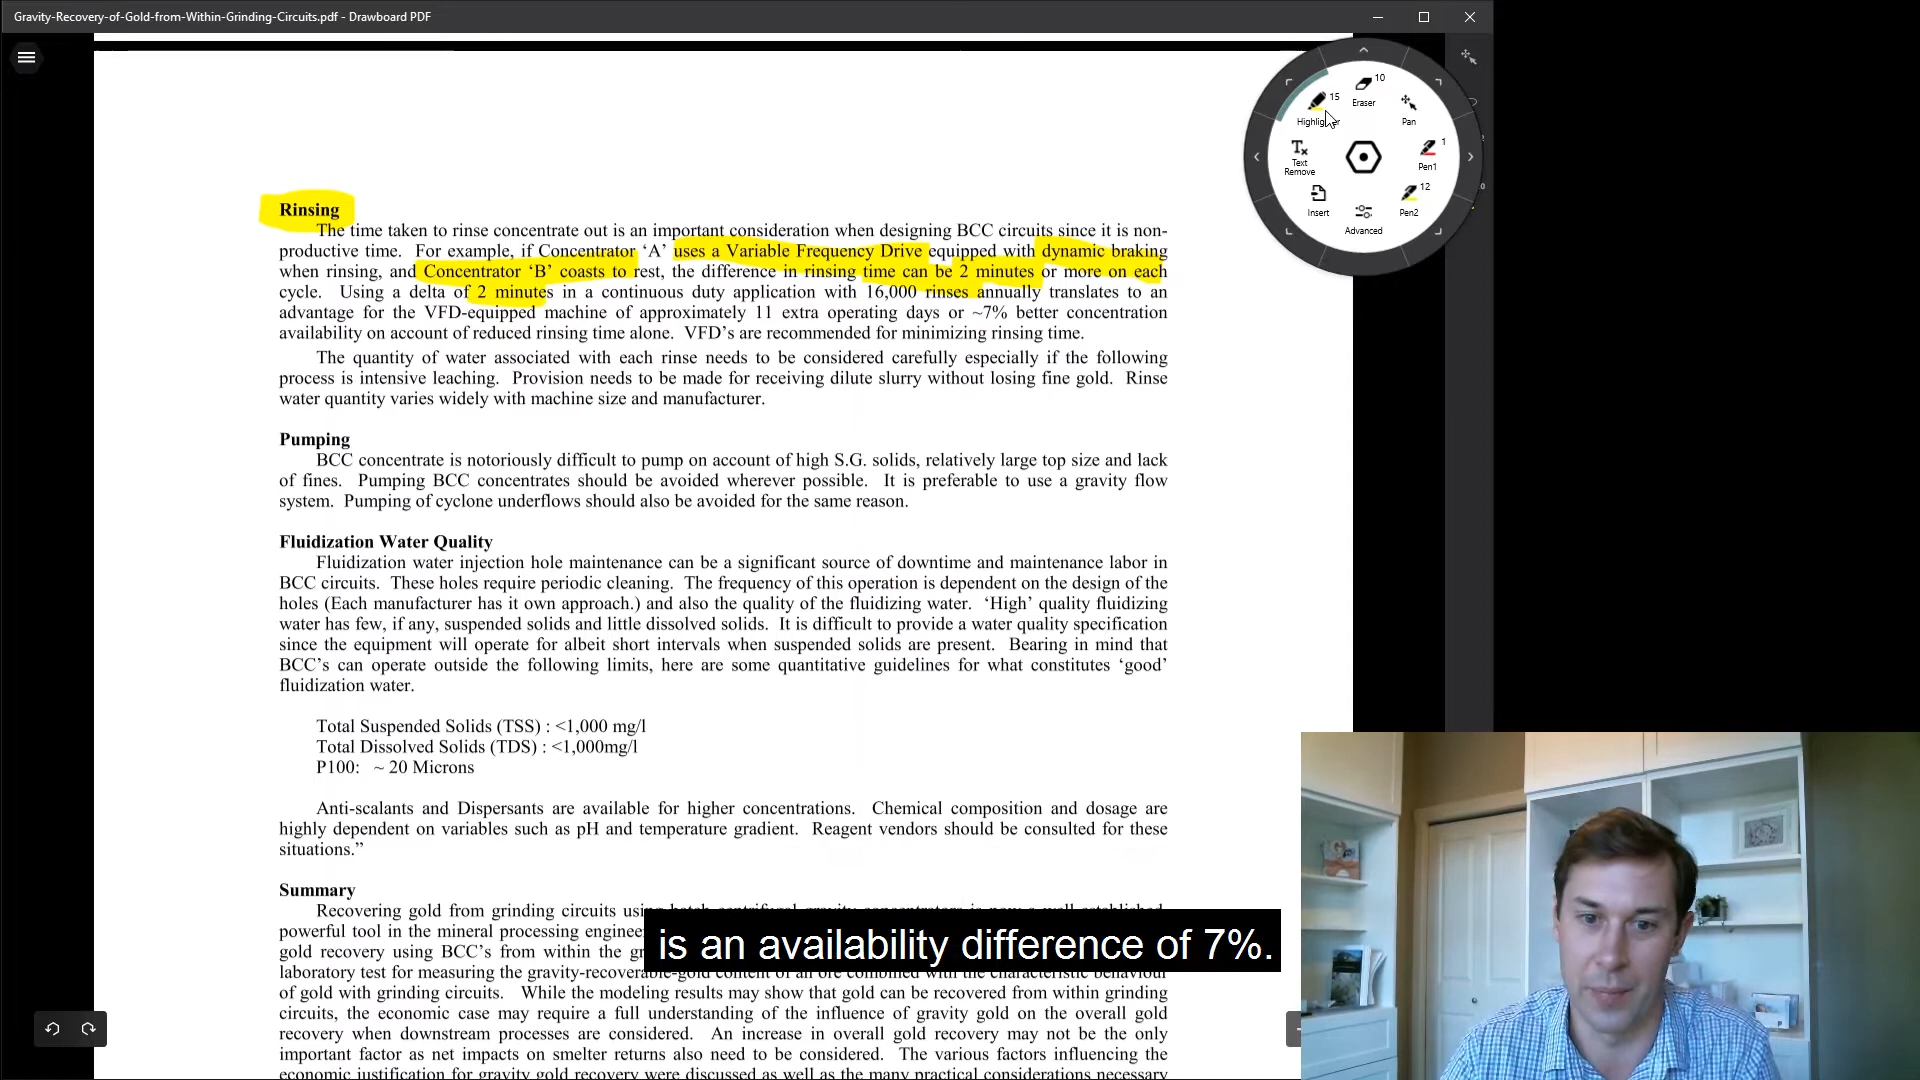 Gravity-Recovery-of-Gold-from-Within-Grinding-Circuits.pdf - Drawboard PDF
10
Eraser
15
Highlighter
Pan
Text
Remove
1
Pen1
Insert
12
Pen2
Advanced
Rinsing
The time taken to rinse concentrate out is an important consideration when designing BCC circuits since it is non-
productive time. For example, if Concentrator ‘A’ uses a Variable Frequency Drive equipped with dynamic braking
when rinsing, and Concentrator ‘B’ coasts to rest, the difference in rinsing time can be 2 minutes or more on each
cycle. Using a delta of 2 minutes in a continuous duty application with 16,000 rinses annually translates to an
advantage for the VFD-equipped machine of approximately 11 extra operating days or ~7% better concentration
availability on account of reduced rinsing time alone. VFD’s are recommended for minimizing rinsing time.
The quantity of water associated with each rinse needs to be considered carefully especially if the following
process is intensive leaching. Provision needs to be made for receiving dilute slurry without losing fine gold. Rinse
water quantity varies widely with machine size and manufacturer.
Pumping
BCC concentrate is notoriously difficult to pump on account of high S.G. solids, relatively large top size and lack
of fines. Pumping BCC concentrates should be avoided wherever possible. It is preferable to use a gravity flow
system. Pumping of cyclone underflows should also be avoided for the same reason.
Fluidization Water Quality
Fluidization water injection hole maintenance can be a significant source of downtime and maintenance labor in
BCC circuits. These holes require periodic cleaning. The frequency of this operation is dependent on the design of the
holes (Each manufacturer has it own approach.) and also the quality of the fluidizing water. ‘High’ quality fluidizing
water has few, if any, suspended solids and little dissolved solids. It is difficult to provide a water quality specification
since the equipment will operate for albeit short intervals when suspended solids are present. Bearing in mind that
BCC’s can operate outside the following limits, here are some quantitative guidelines for what constitutes ‘good’
fluidization water.
Total Suspended Solids (TSS) : <1,000 mg/l
Total Dissolved Solids (TDS) : <1,000mg/l
P100: ~ 20 Microns
Anti-scalants and Dispersants are available for higher concentrations. Chemical composition and dosage are
highly dependent on variables such as pH and temperature gradient. Reagent vendors should be consulted for these
situations.”
Summary
Recovering gold from grinding circuits
powerful tool in the mineral processing
gold recovery using BCC’s from within the
is an availability difference of 7%.
laboratory test for measuring the
of gold with grinding circuits. While the modeling results may show that gold can be recovered from within grinding
circuits, the economic case may require a full understanding of the influence of gravity gold on the overall gold
recovery when downstream processes are considered. An increase in overall gold recovery may not be the only
important factor as net impacts on smelter returns also need to be considered. The various factors influencing the
economic justification for gravity gold recovery were discussed as well as the many practical considerations necessary